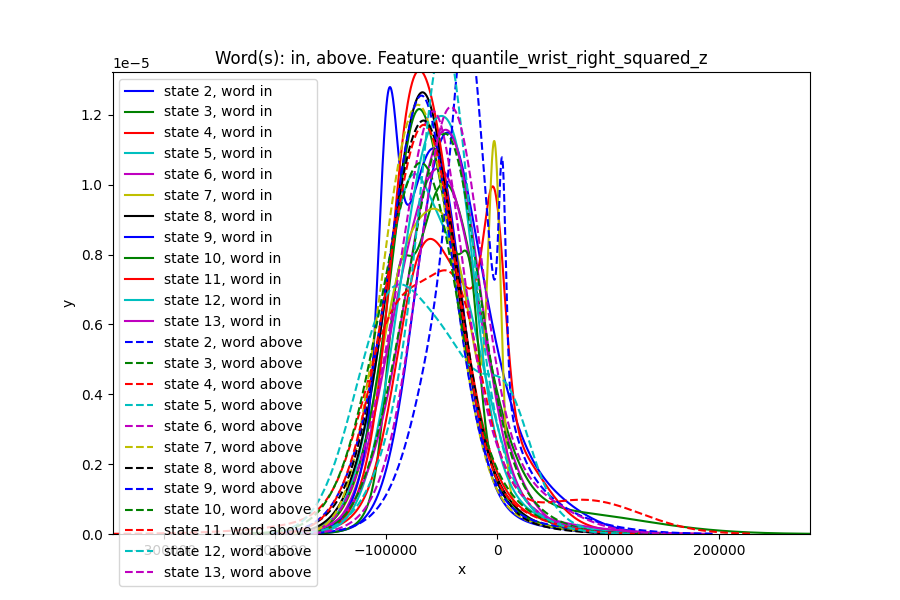 Word(s): in, above. Feature: quantile_wrist_right_squared_z
1e−5
1.2
1.0
0.8
0.6
0.4
0.2
0.0
y
state 2, word in
state 3, word in
state 4, word in
state 5, word in
state 6, word in
state 7, word in
state 8, word in
state 9, word in
state 10, word in
state 11, word in
state 12, word in
state 13, word in
state 2, word above
state 3, word above
state 4, word above
state 5, word above
state 6, word above
state 7, word above
state 8, word above
state 9, word above
state 10, word above
state 11, word above
state 12, word above
state 13, word above
−300000 −200000 −100000 0 100000 200000
x